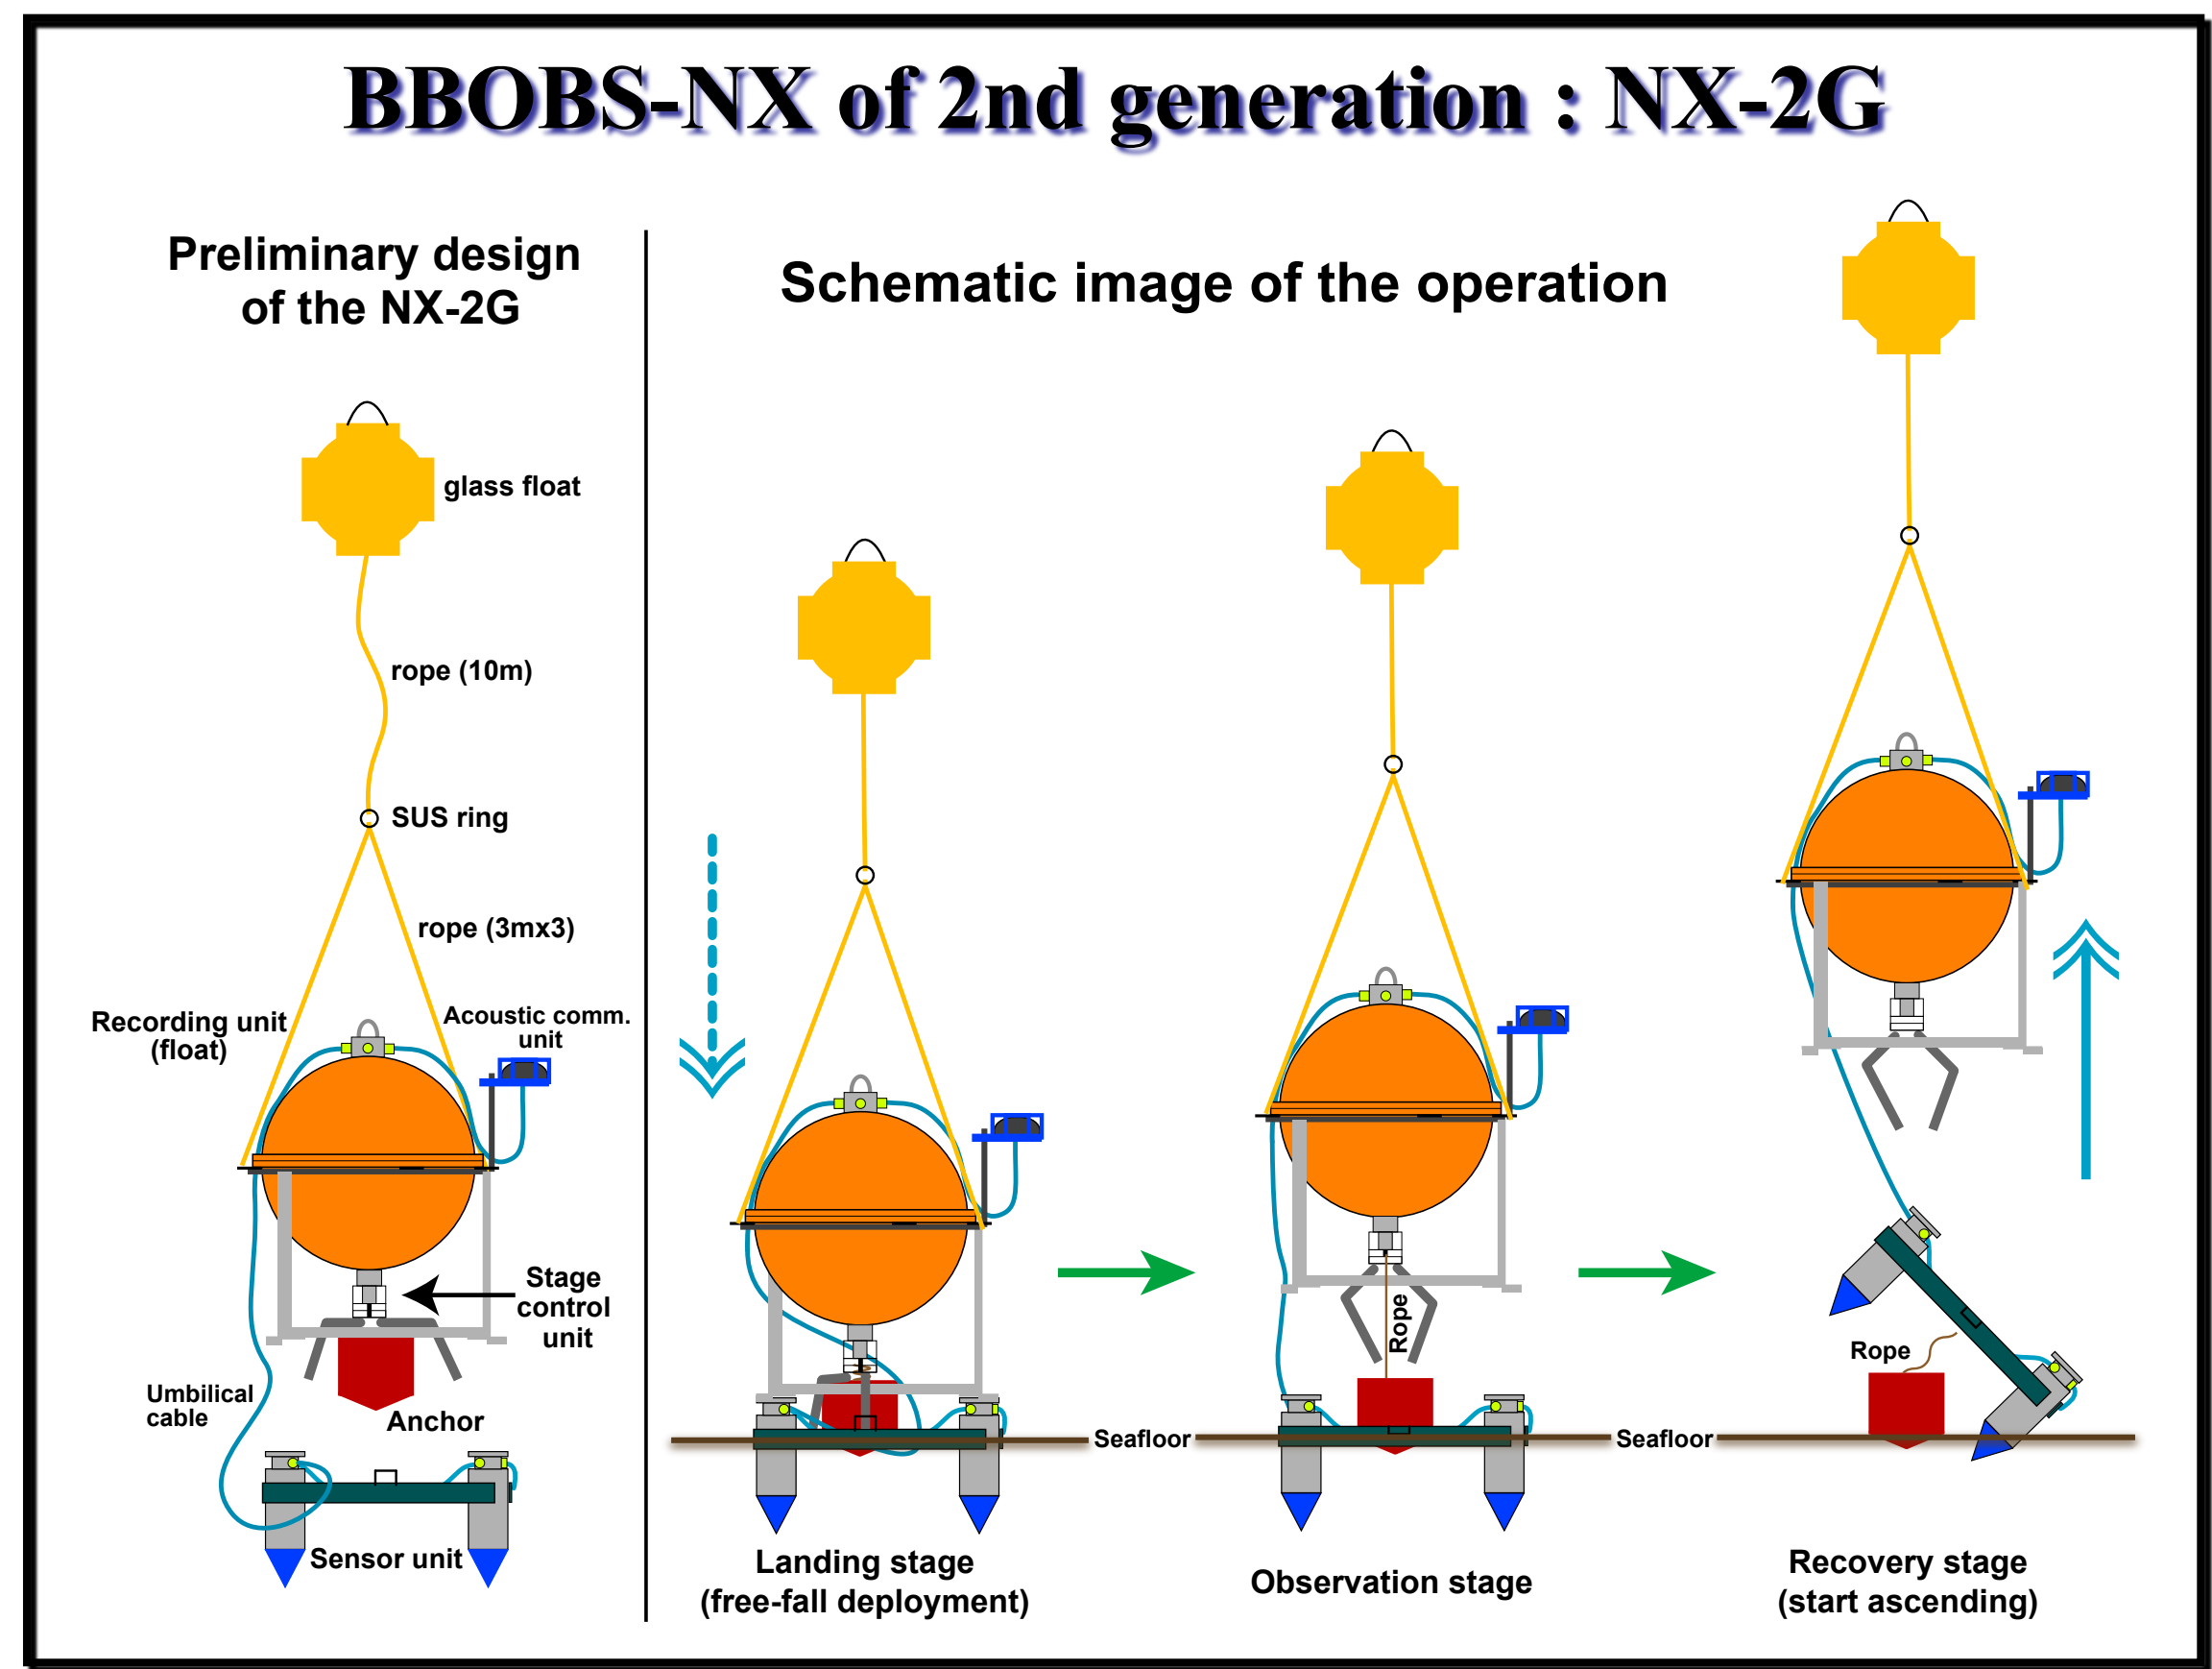 BBOBS-NX of 2nd generation : NX-2G
Preliminary design
of the NX-2G
glass float
rope (10m)
SUS ring
rope (3mx3)
Recording unit
(float)
Acoustic comm.
unit
Stage
control
unit
Umbilical
cable
Anchor
Sensor unit
Schematic image of the operation
Seafloor
Landing stage
(free-fall deployment)
Rope
Seafloor
Observation stage
Rope
Recovery stage
(start ascending)